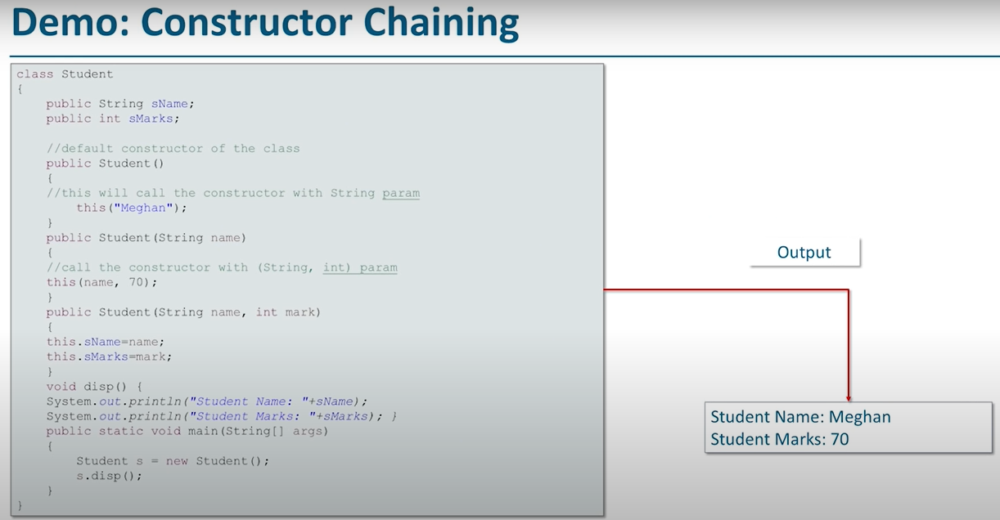 Demo: Constructor Chaining
class Student
{
public String sName;
public int sMarks;
//default constructor of the class
public Student()
{
//this will call the constructor with String param
this("Meghan");
}
public Student(String name)
{
//call the constructor with (String, int) param
this(name, 70);
}
public Student(String name, int mark)
{
this.sName=name;
this.sMarks=mark;
}
void disp() {
System.out.println("Student Name: "+sName);
System.out.println("Student Marks: "+sMarks); }
public static void main(String[] args)
{
Student s = new Student();
s.disp();
}
}
Output
Student Name: Meghan
Student Marks: 70